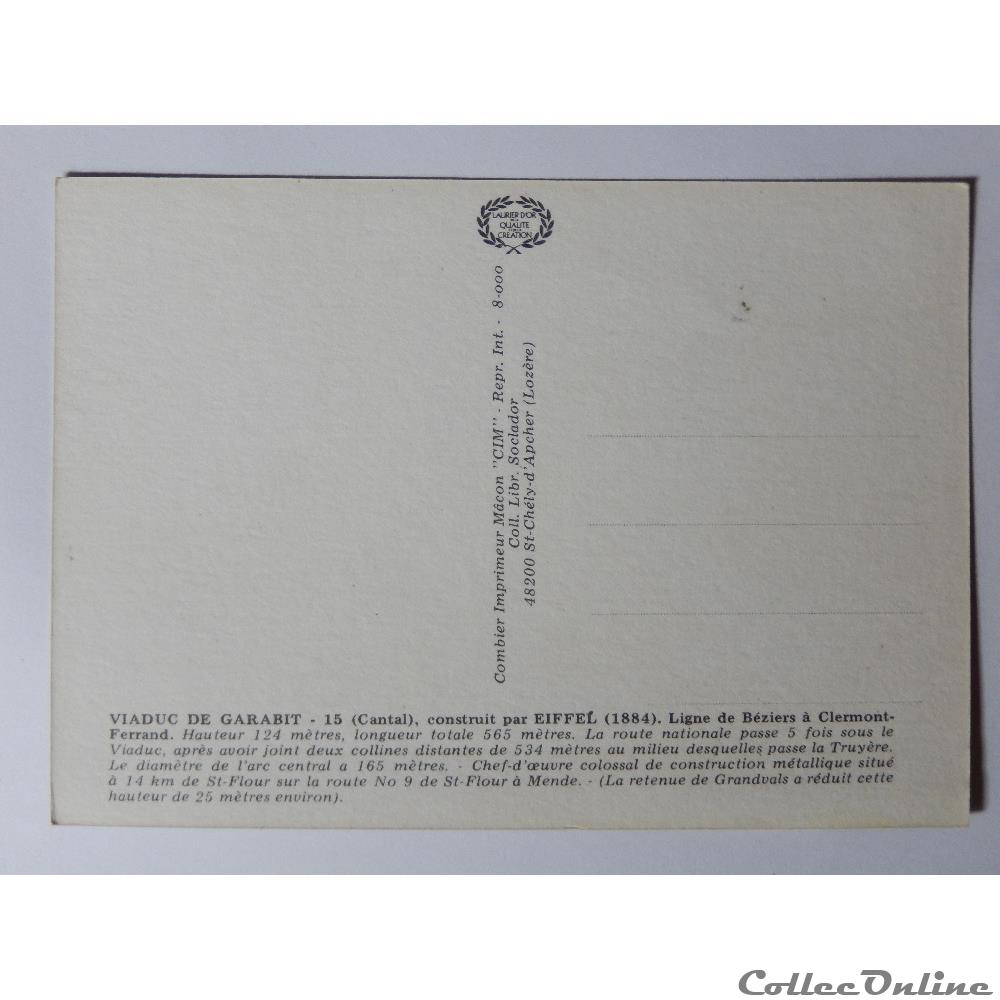 LAURIER D'OR
QUALITE
CREATION
Combier Imprimeur Mâcon "CIM" - Repr. Int. - 8-000
Coll. Libr. Soclador
48200 St-Chély-d'Apcher (Lozère)
VIADUC DE GARABIT - 15 (Cantal), construit par EIFFEL (1884). Ligne de Béziers à Clermont-
Ferrand. Hauteur 124 mètres, longueur totale 565 mètres. La route nationale passe 5 fois sous le
Viaduc, après avoir joint deux collines distantes de 534 mètres au milieu desquelles passe la Truyère.
Le diamètre de l'arc central a 165 mètres. - Chef-d'œuvre colossal de construction métallique situé
à 14 km de St-Flour sur la route No 9 de St-Flour à Mende. - (La retenue de Grandvals a réduit cette
hauteur de 25 mètres environ).
CollecOnline